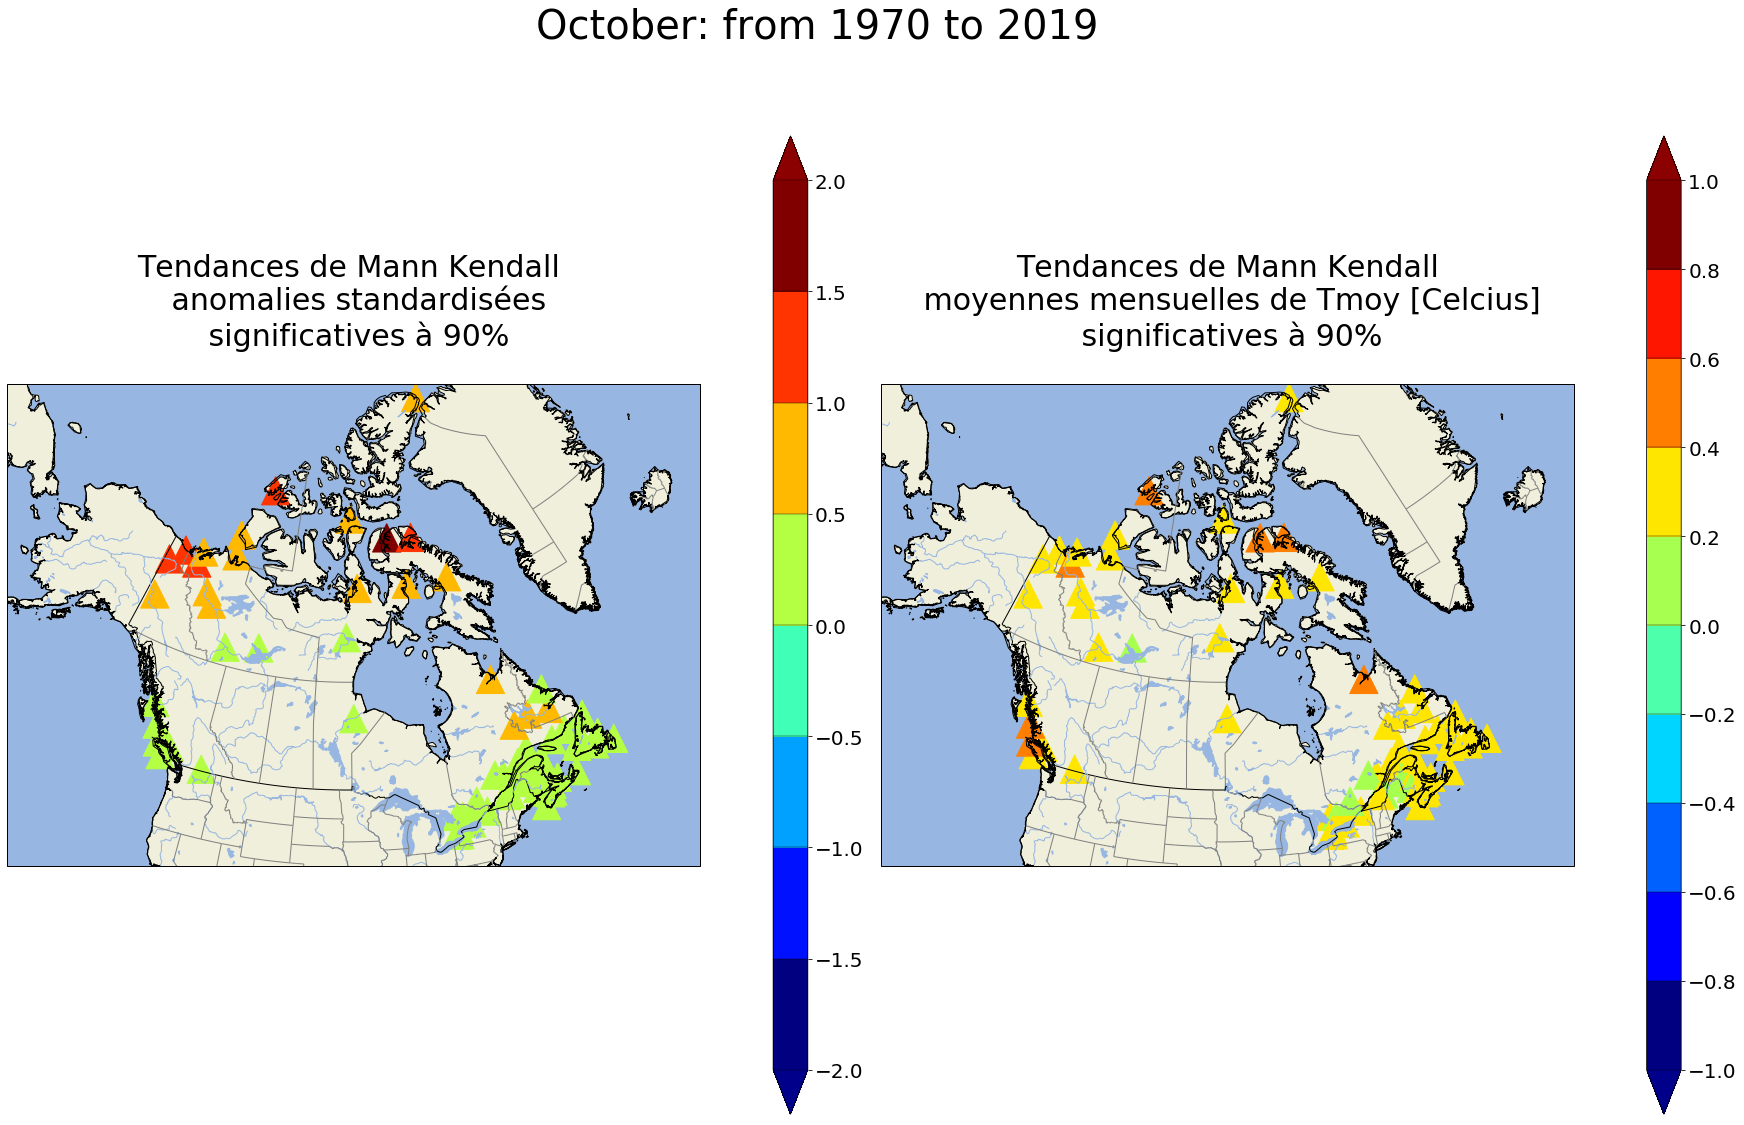 October: from 1970 to 2019
Tendances de Mann Kendall
anomalies standardisées
significatives à 90%
2.0
1.5
1.0
0.5
0.0
−0.5
−1.0
−1.5
−2.0
Tendances de Mann Kendall
moyennes mensuelles de Tmoy [Celcius]
significatives à 90%
1.0
0.8
0.6
0.4
0.2
0.0
−0.2
−0.4
−0.6
−0.8
−1.0